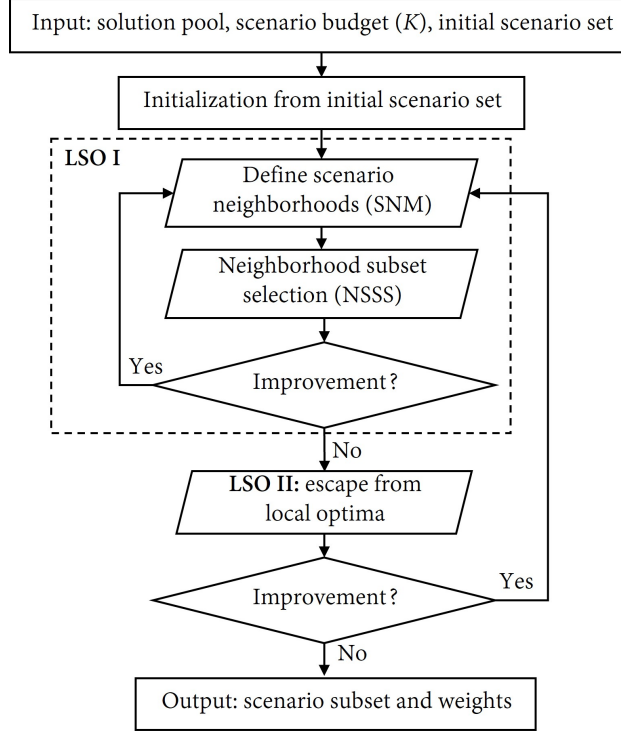 Input: solution pool, scenario budget (K), initial scenario set
Initialization from initial scenario set
LSO I
Define scenario
neighborhoods (SNM)
Neighborhood subset
selection (NSSS)
Yes
Improvement?
No
LSO II: escape from
local optima
Improvement?
Yes
No
Output: scenario subset and weights